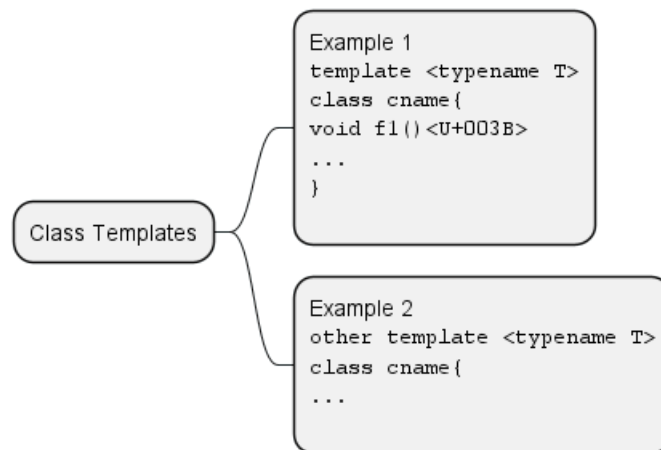 Class Templates
Example 1
template <typename T>
class cname{
void f1()<U+003B>
...
}
Example 2
other template <typename T>
class cname{
...